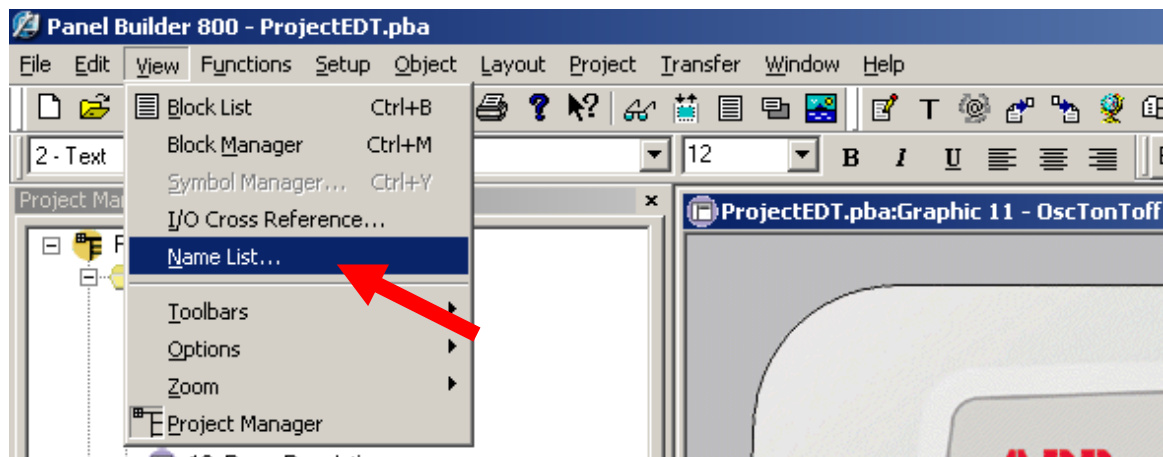 Panel Builder 800 - ProjectEDT.pba
File Edit View Functions Setup Object Layout Project Transfer Window Help
2 - Text
12 B I U
Block List Ctrl+B
Block Manager Ctrl+M
Symbol Manager... Ctrl+Y
I/O Cross Reference...
Name List...
Toolbars
Options
Zoom
Project Manager
ProjectEDT.pba:Graphic 11 - OscTonToff